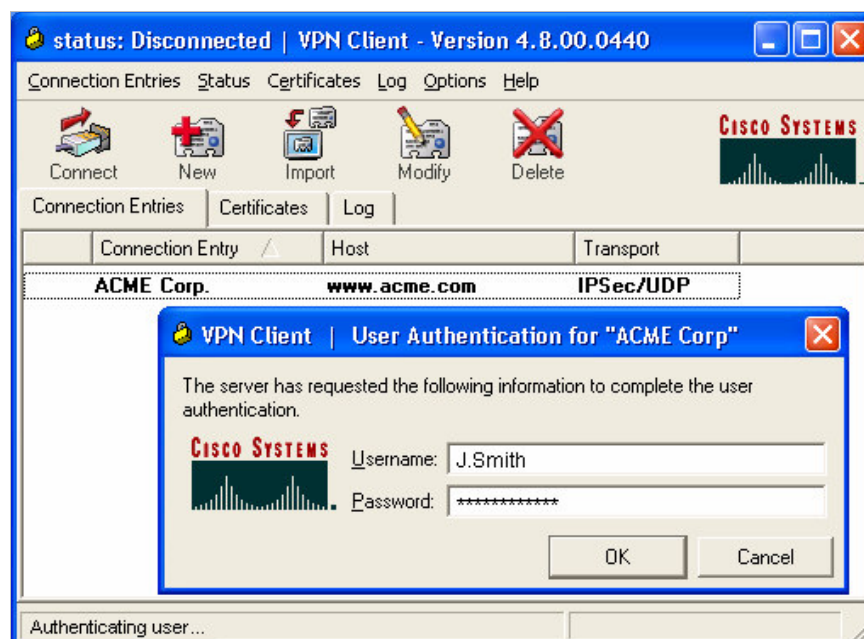 status: Disconnected | VPN Client - Version 4.8.00.0440
Connection Entries Status Certificates Log Options Help
Connect New Import Modify Delete
CISCO SYSTEMS
Connection Entries Certificates Log
Connection Entry Host Transport
ACME Corp. www.acme.com IPSec/UDP
VPN Client | User Authentication for "ACME Corp"
The server has requested the following information to complete the user
authentication.
CISCO SYSTEMS
Username: J.Smith
Password: ************
OK Cancel
Authenticating user...